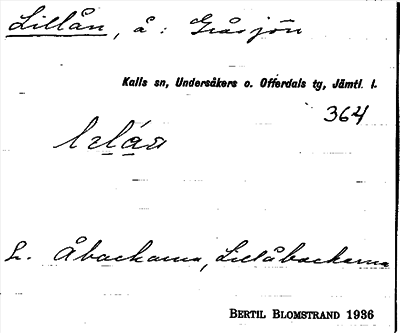 Lillån, å: Gråsjön
Kalls sn, Undersåkers o. Offerdals tg, Jämtl. l.
364
L. Åbackarna, Lillåbackarna
BERTIL BLOMSTRAND 1936